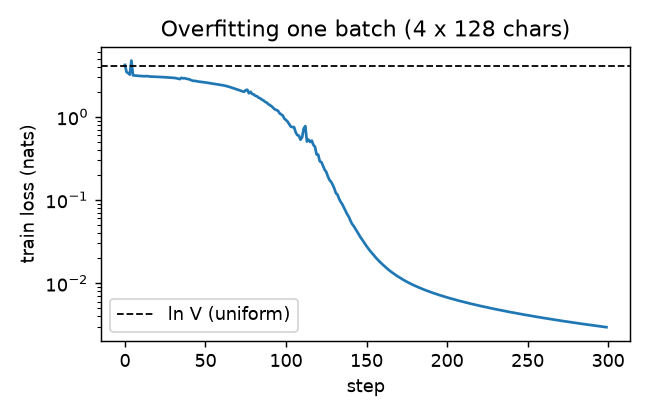 Overfitting one batch (4 x 128 chars)
train loss (nats)
10⁰
10⁻¹
10⁻²
ln V (uniform)
0 50 100 150 200 250 300
step